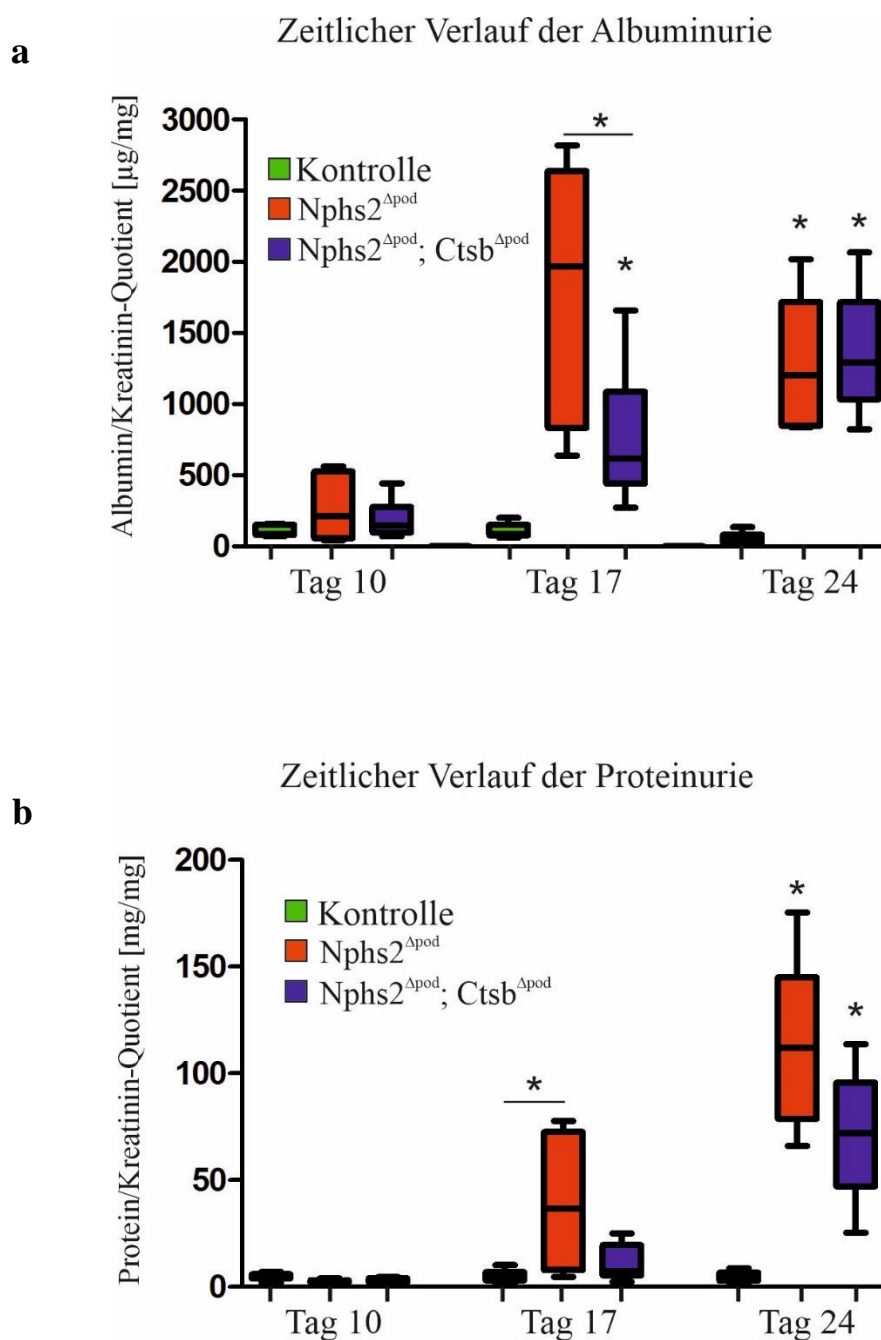 a
Zeitlicher Verlauf der Albuminurie
Albumin/Kreatinin-Quotient [µg/mg]
3000
2500
2000
1500
1000
500
0
Kontrolle
Nphs2^Δpod
Nphs2^Δpod; Ctsb^Δpod
*
*
*
*
Tag 10
Tag 17
Tag 24
b
Zeitlicher Verlauf der Proteinurie
Protein/Kreatinin-Quotient [mg/mg]
200
150
100
50
0
Kontrolle
Nphs2^Δpod
Nphs2^Δpod; Ctsb^Δpod
*
*
*
Tag 10
Tag 17
Tag 24